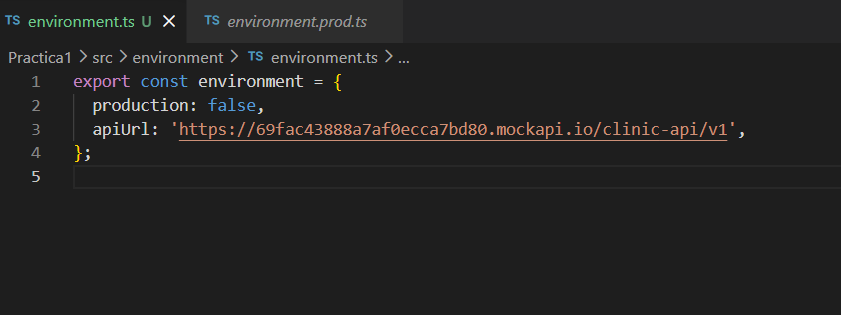 TS environment.ts U ✕ TS environment.prod.ts
Practica1 > src > environment > TS environment.ts > ...
1 export const environment = {
2   production: false,
3   apiUrl: 'https://69fac43888a7af0ecca7bd80.mockapi.io/clinic-api/v1',
4 };
5